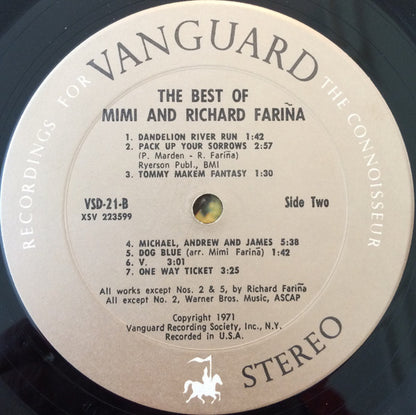 RECORDINGS FOR VANGUARD THE CONNOISSEUR
THE BEST OF
MIMI AND RICHARD FARIÑA
1. DANDELION RIVER RUN 1:42
2. PACK UP YOUR SORROWS 2:57
(P. Marden - R. Fariña)
Ryerson Publ., BMI
3. TOMMY MAKEM FANTASY 1:30
VSD-21-B
XSV 223599
Side Two
4. MICHAEL, ANDREW AND JAMES 5:38
5. DOG BLUE (arr. Mimi Fariña) 1:42
6. V. 3:01
7. ONE WAY TICKET 3:25
All works except Nos. 2 & 5, by Richard Fariña
All except No. 2, Warner Bros. Music, ASCAP
Copyright 1971
Vanguard Recording Society, Inc., N.Y.
Recorded in U.S.A.
STEREO